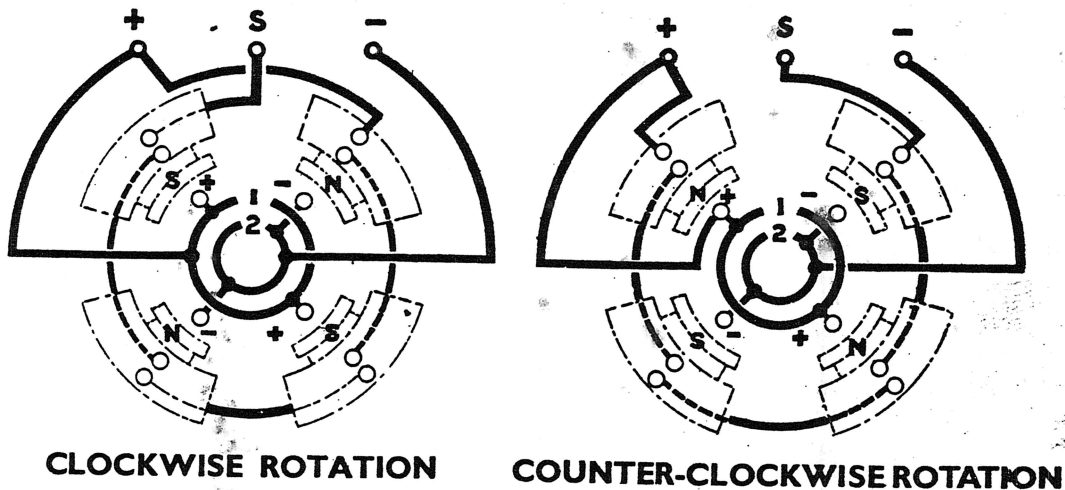 + S −
S + 1 − N
2
N − + S
CLOCKWISE ROTATION
+ S −
N + 1 − S
2
S − + N
COUNTER-CLOCKWISE ROTATION